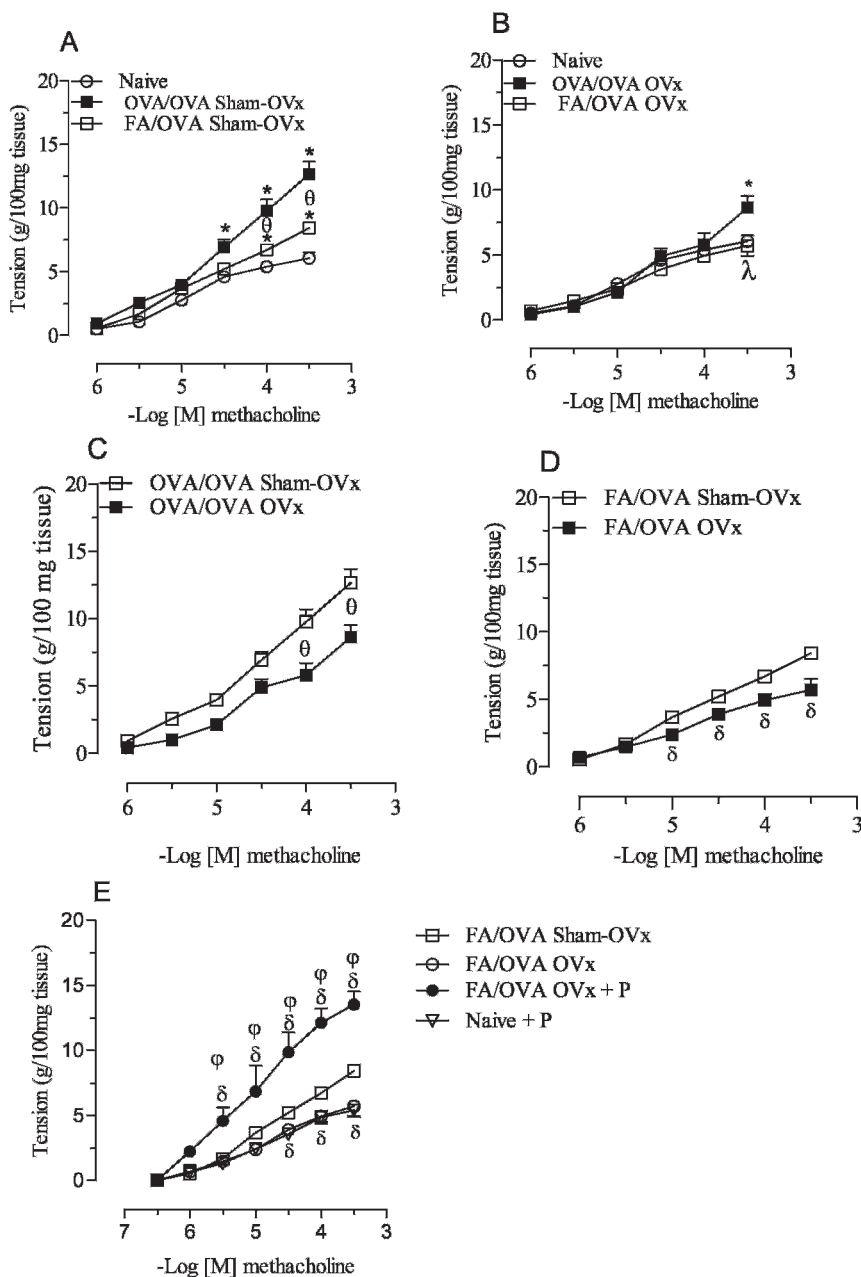 A
Naive
OVA/OVA Sham-OVx
FA/OVA Sham-OVx
Tension (g/100mg tissue)
20
15
10
5
0
* * *
θ θ
* *
6 5 4 3
-Log [M] methacholine
B
Naive
OVA/OVA OVx
FA/OVA OVx
Tension (g/100mg tissue)
20
15
10
5
0
*
λ
6 5 4 3
-Log [M] methacholine
C
OVA/OVA Sham-OVx
OVA/OVA OVx
Tension (g/100 mg tissue)
20
15
10
5
0
θ θ
6 5 4 3
-Log [M] methacholine
D
FA/OVA Sham-OVx
FA/OVA OVx
Tension (g/100mg tissue)
20
15
10
5
0
δ δ δ δ
6 5 4 3
-Log [M] methacholine
E
FA/OVA Sham-OVx
FA/OVA OVx
FA/OVA OVx + P
Naive + P
Tension (g/100mg tissue)
20
15
10
5
0
φ φ φ φ φ
δ δ δ δ δ
δ δ δ
7 6 5 4 3
-Log [M] methacholine